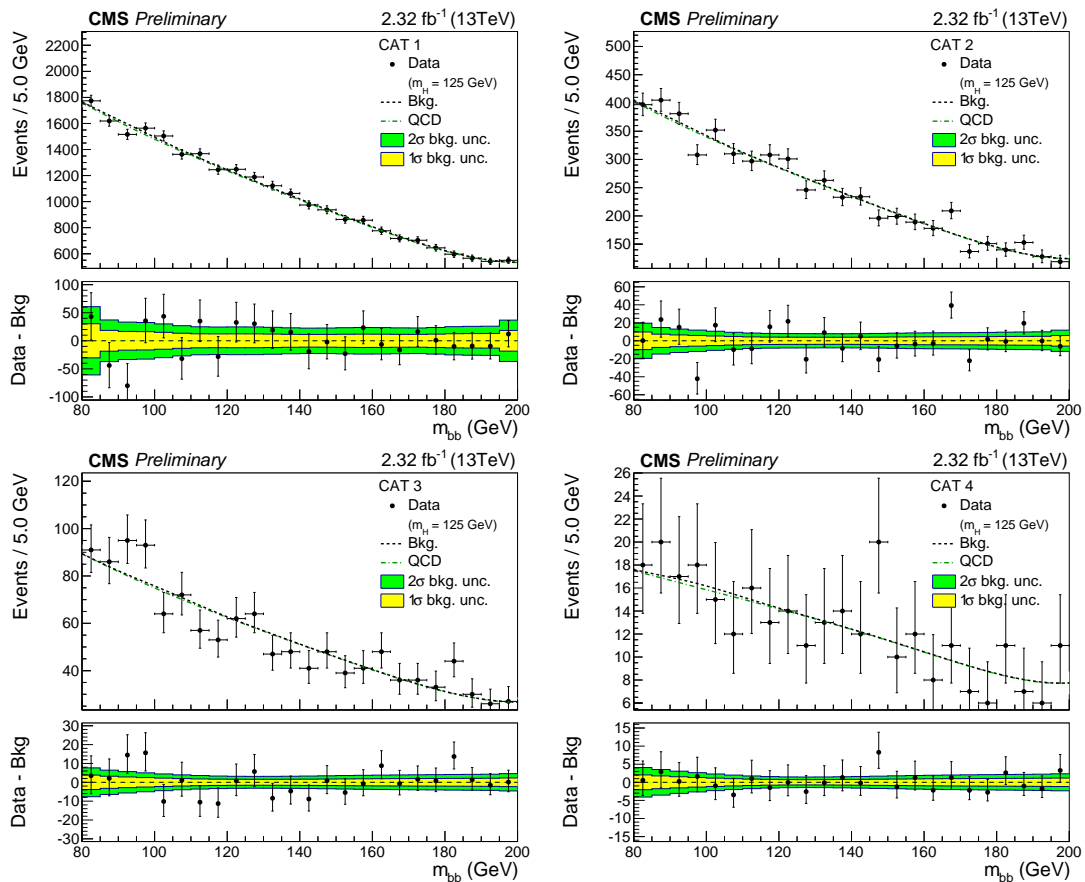 CMS Preliminary 2.32 fb⁻¹ (13TeV)
Events / 5.0 GeV
2200
2000
1800
1600
1400
1200
1000
800
600
CAT 1
Data
(m_H = 125 GeV)
Bkg.
QCD
2σ bkg. unc.
1σ bkg. unc.
Data - Bkg
100
50
0
-50
-100
80 100 120 140 160 180 200
m_bb (GeV)
CMS Preliminary 2.32 fb⁻¹ (13TeV)
Events / 5.0 GeV
500
450
400
350
300
250
200
150
CAT 2
Data
(m_H = 125 GeV)
Bkg.
QCD
2σ bkg. unc.
1σ bkg. unc.
Data - Bkg
60
40
20
0
-20
-40
-60
80 100 120 140 160 180 200
m_bb (GeV)
CMS Preliminary 2.32 fb⁻¹ (13TeV)
Events / 5.0 GeV
120
100
80
60
40
CAT 3
Data
(m_H = 125 GeV)
Bkg.
QCD
2σ bkg. unc.
1σ bkg. unc.
Data - Bkg
30
20
10
0
-10
-20
-30
80 100 120 140 160 180 200
m_bb (GeV)
CMS Preliminary 2.32 fb⁻¹ (13TeV)
Events / 5.0 GeV
26
24
22
20
18
16
14
12
10
8
6
CAT 4
Data
(m_H = 125 GeV)
Bkg.
QCD
2σ bkg. unc.
1σ bkg. unc.
Data - Bkg
15
10
5
0
-5
-10
-15
80 100 120 140 160 180 200
m_bb (GeV)